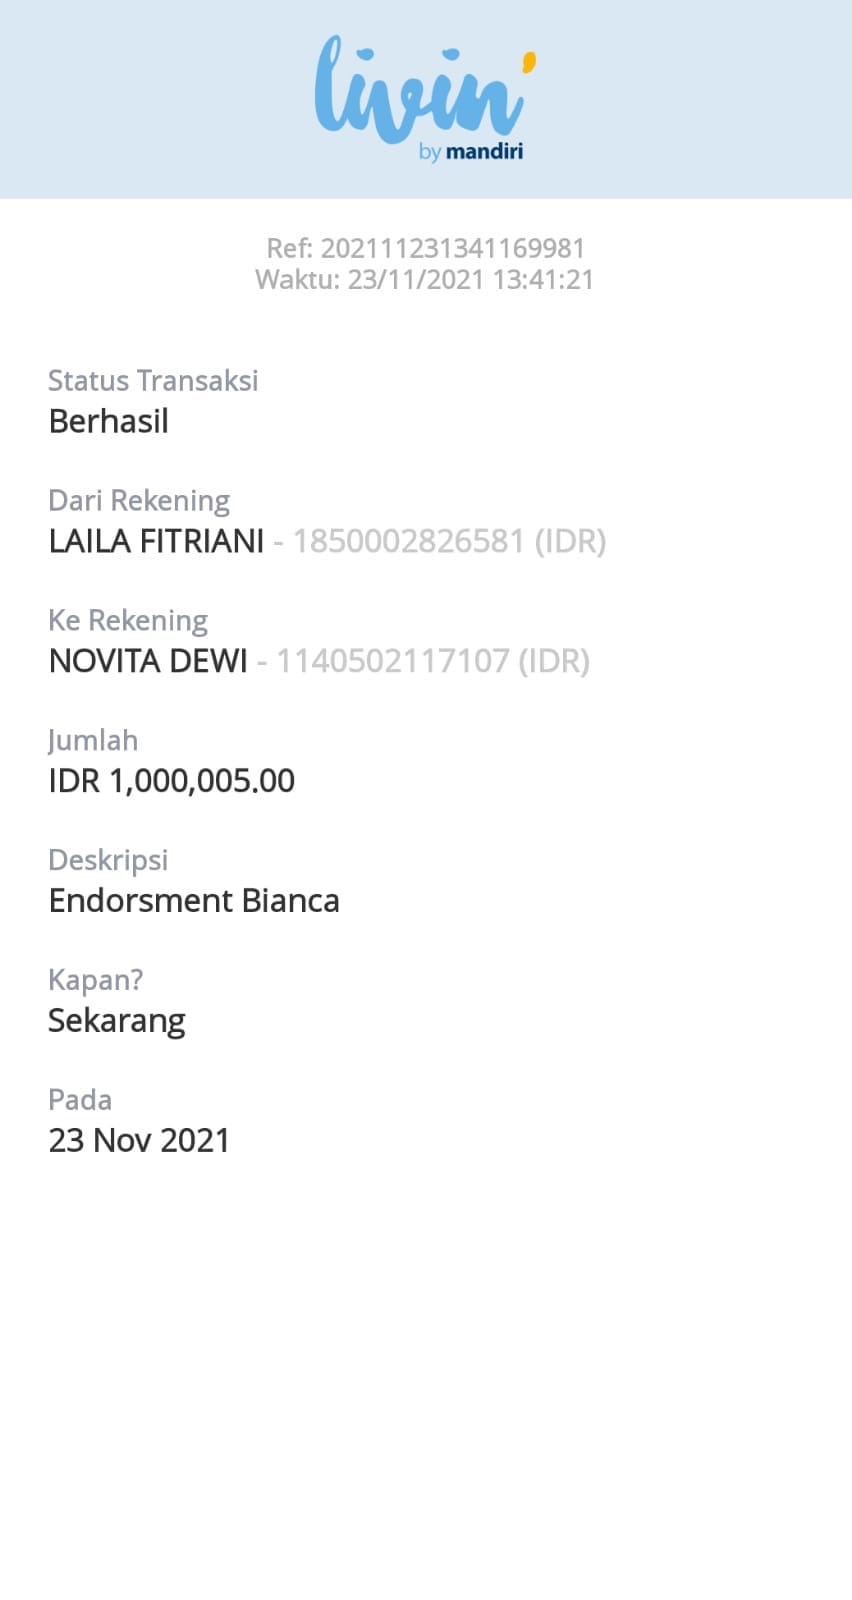 livin'
by mandiri
Ref: 202111231341169981
Waktu: 23/11/2021 13:41:21
Status Transaksi
Berhasil
Dari Rekening
LAILA FITRIANI - 1850002826581 (IDR)
Ke Rekening
NOVITA DEWI - 1140502117107 (IDR)
Jumlah
IDR 1,000,005.00
Deskripsi
Endorsment Bianca
Kapan?
Sekarang
Pada
23 Nov 2021